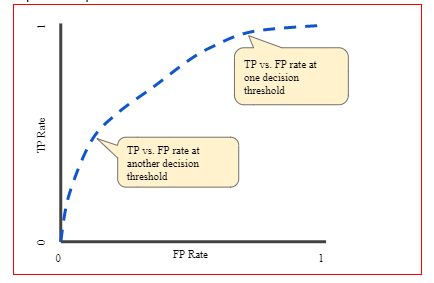 1
TP vs. FP rate at
one decision
threshold
TP Rate
TP vs. FP rate at
another decision
threshold
0
0
FP Rate
1